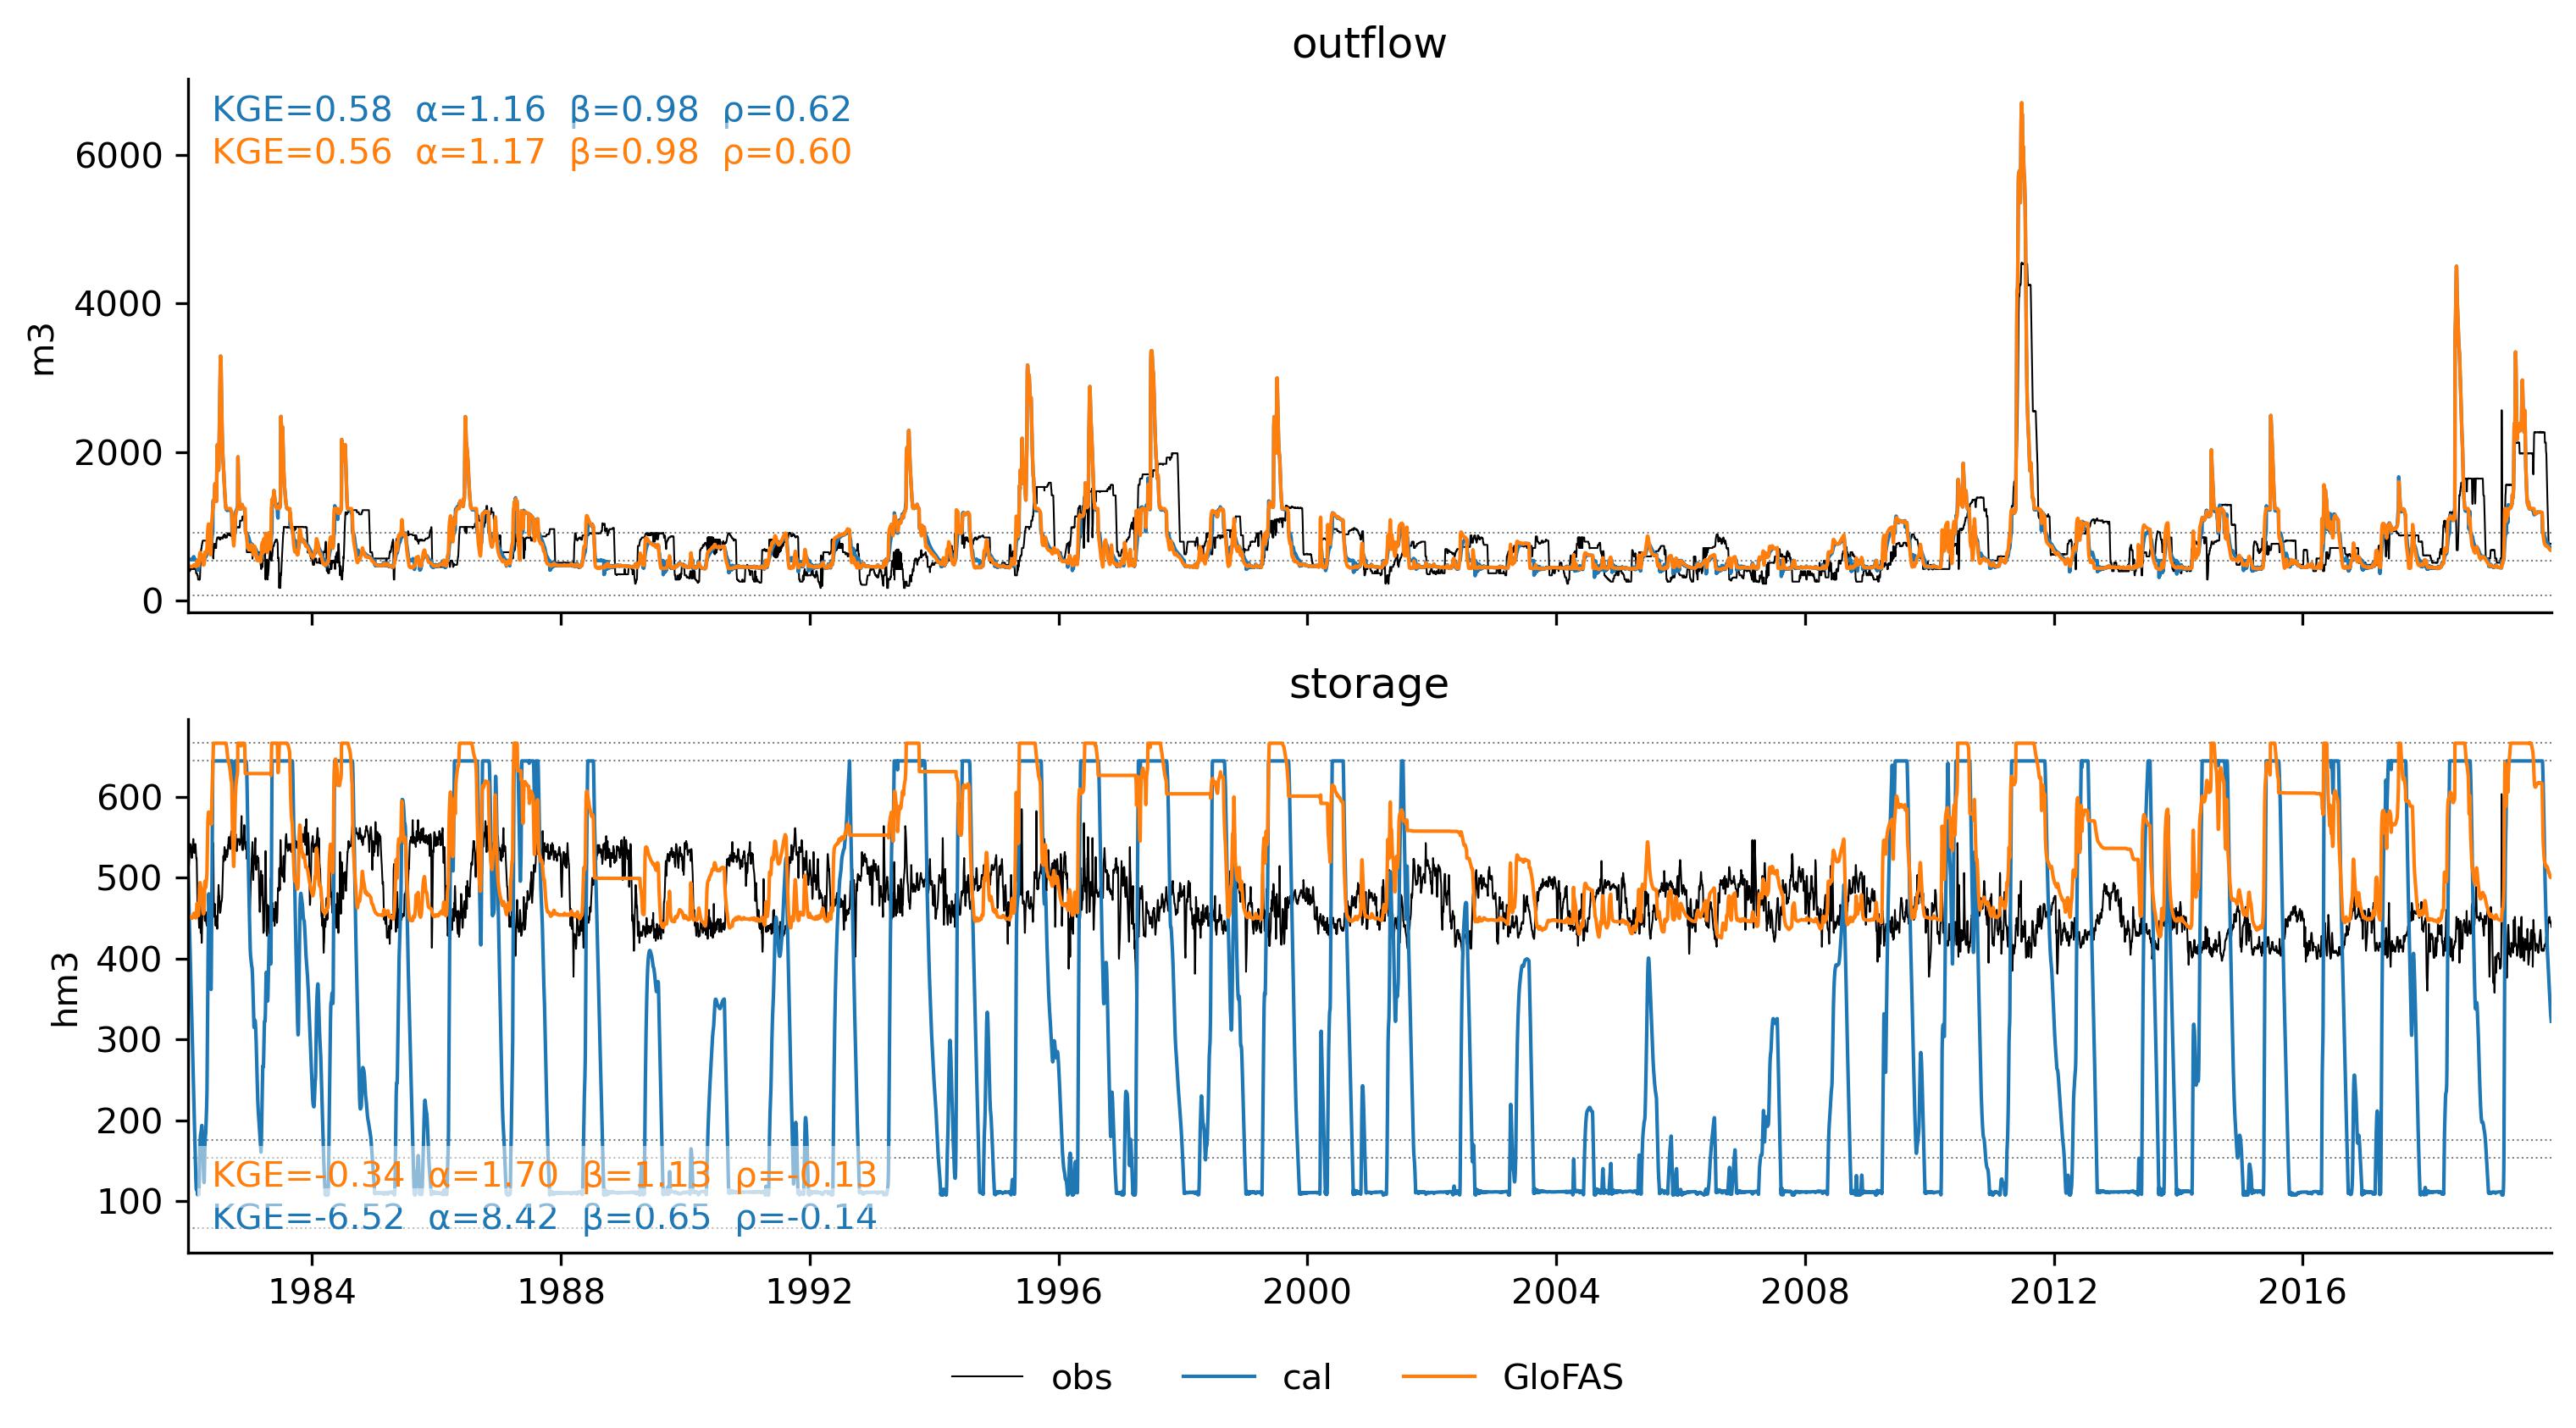 outflow
KGE=0.58 α=1.16 β=0.98 ρ=0.62
KGE=0.56 α=1.17 β=0.98 ρ=0.60
6000
4000
2000
0
m3
storage
600
500
400
300
200
100
hm3
KGE=-0.34 α=1.70 β=1.13 ρ=-0.13
KGE=-6.52 α=8.42 β=0.65 ρ=-0.14
1984 1988 1992 1996 2000 2004 2008 2012 2016
obs cal GloFAS